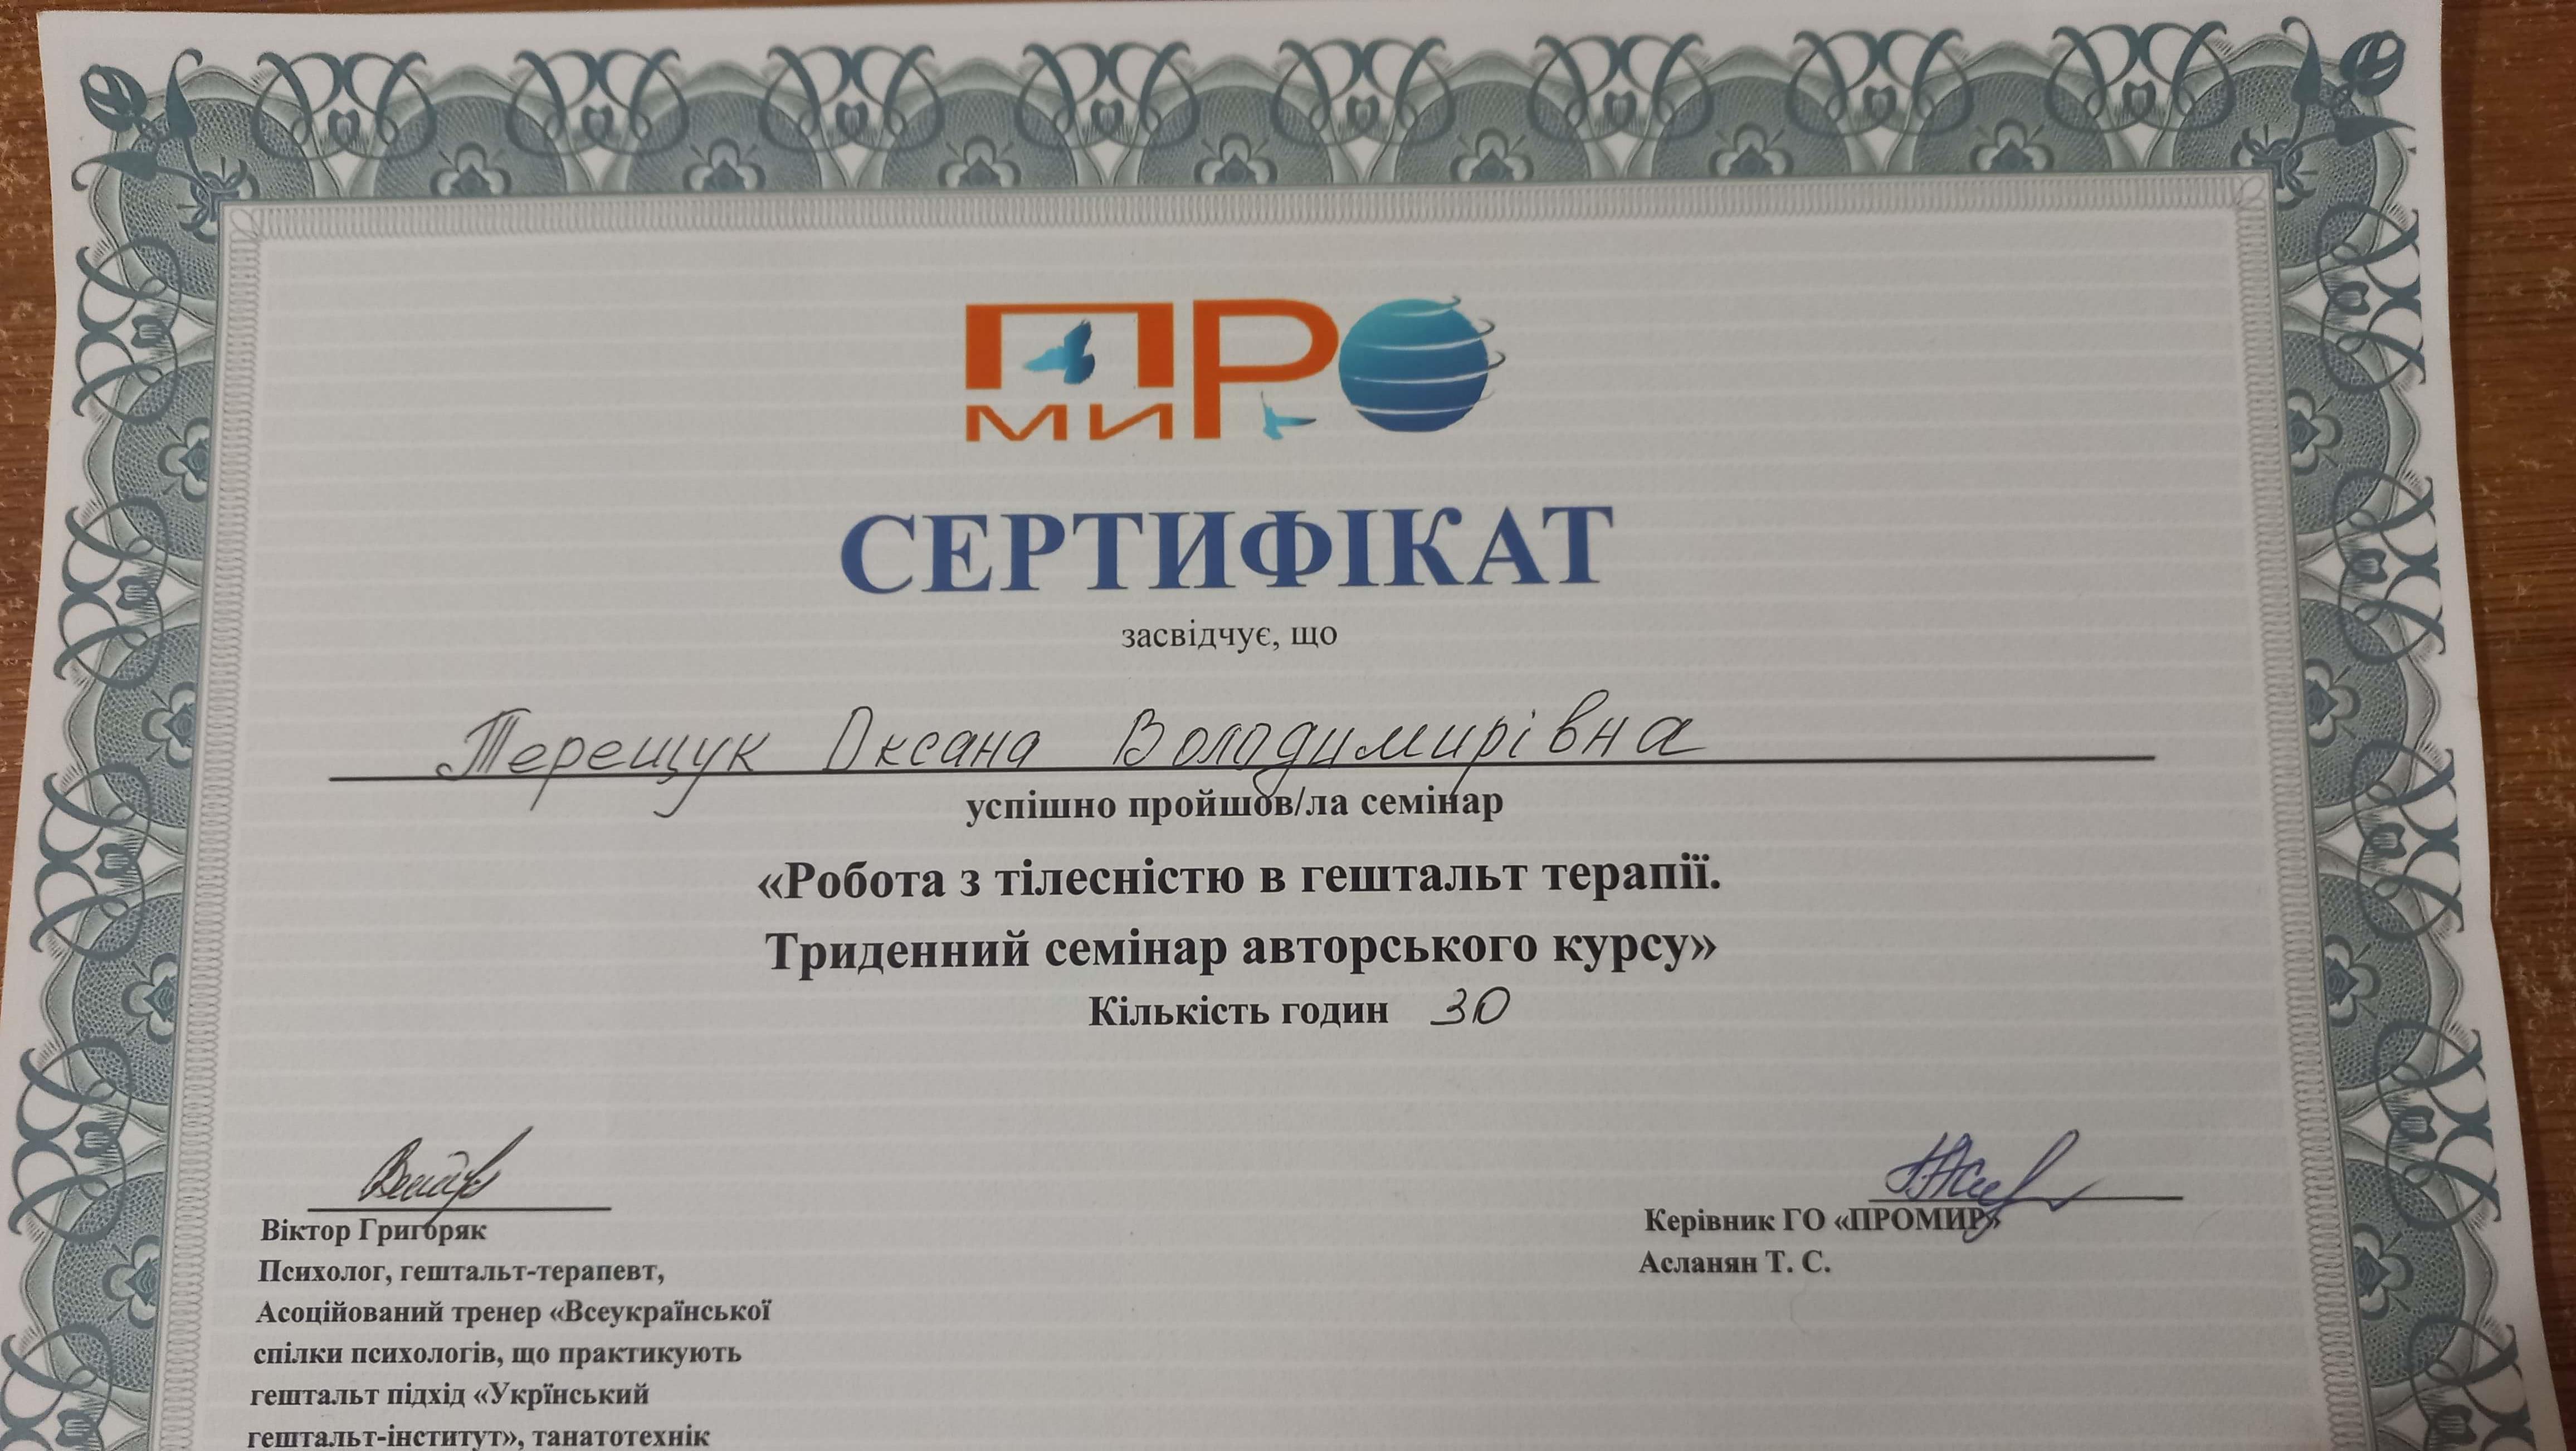 ПРО
МИ
СЕРТИФІКАТ
засвідчує, що
Терещук Оксана Володимирівна
успішно пройшов/ла семінар
«Робота з тілесністю в гештальт терапії.
Триденний семінар авторського курсу»
Кількість годин 30
Віктор Григоряк
Психолог, гештальт-терапевт,
Асоційований тренер «Всеукраїнської
спілки психологів, що практикують
гештальт підхід «Укрїнський
гештальт-інститут», танатотехнік
Керівник ГО «ПРОМИР»
Асланян Т. С.